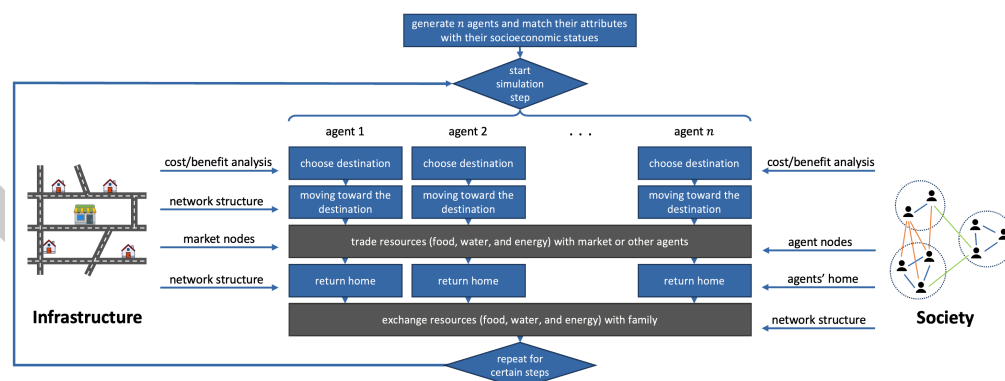 generate n agents and match their attributes
with their socioeconomic statues
start
simulation
step
agent 1
agent 2
. . .
agent n
cost/benefit analysis
choose destination
choose destination
choose destination
cost/benefit analysis
network structure
moving toward the
destination
moving toward the
destination
moving toward the
destination
market nodes
trade resources (food, water, and energy) with market or other agents
agent nodes
network structure
return home
return home
return home
agents' home
Infrastructure
exchange resources (food, water, and energy) with family
network structure
Society
repeat for
certain steps